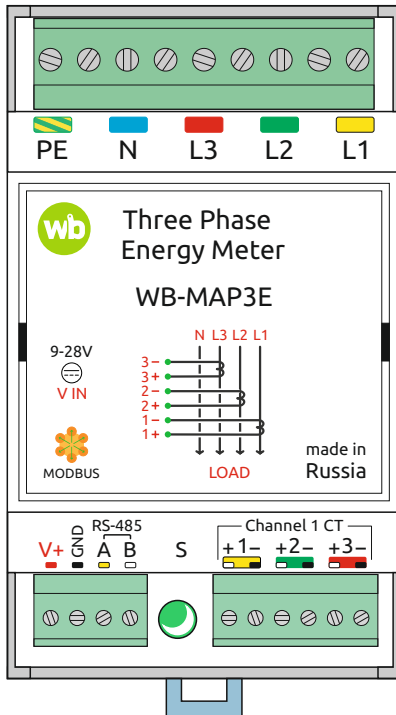 PE N L3 L2 L1
wb
Three Phase
Energy Meter
WB-MAP3E
9-28V
V IN
MODBUS
N L3 L2 L1
3-
3+
2-
2+
1-
1+
LOAD
made in
Russia
RS-485
V+ GND A B
S
Channel 1 CT
+1- +2- +3-